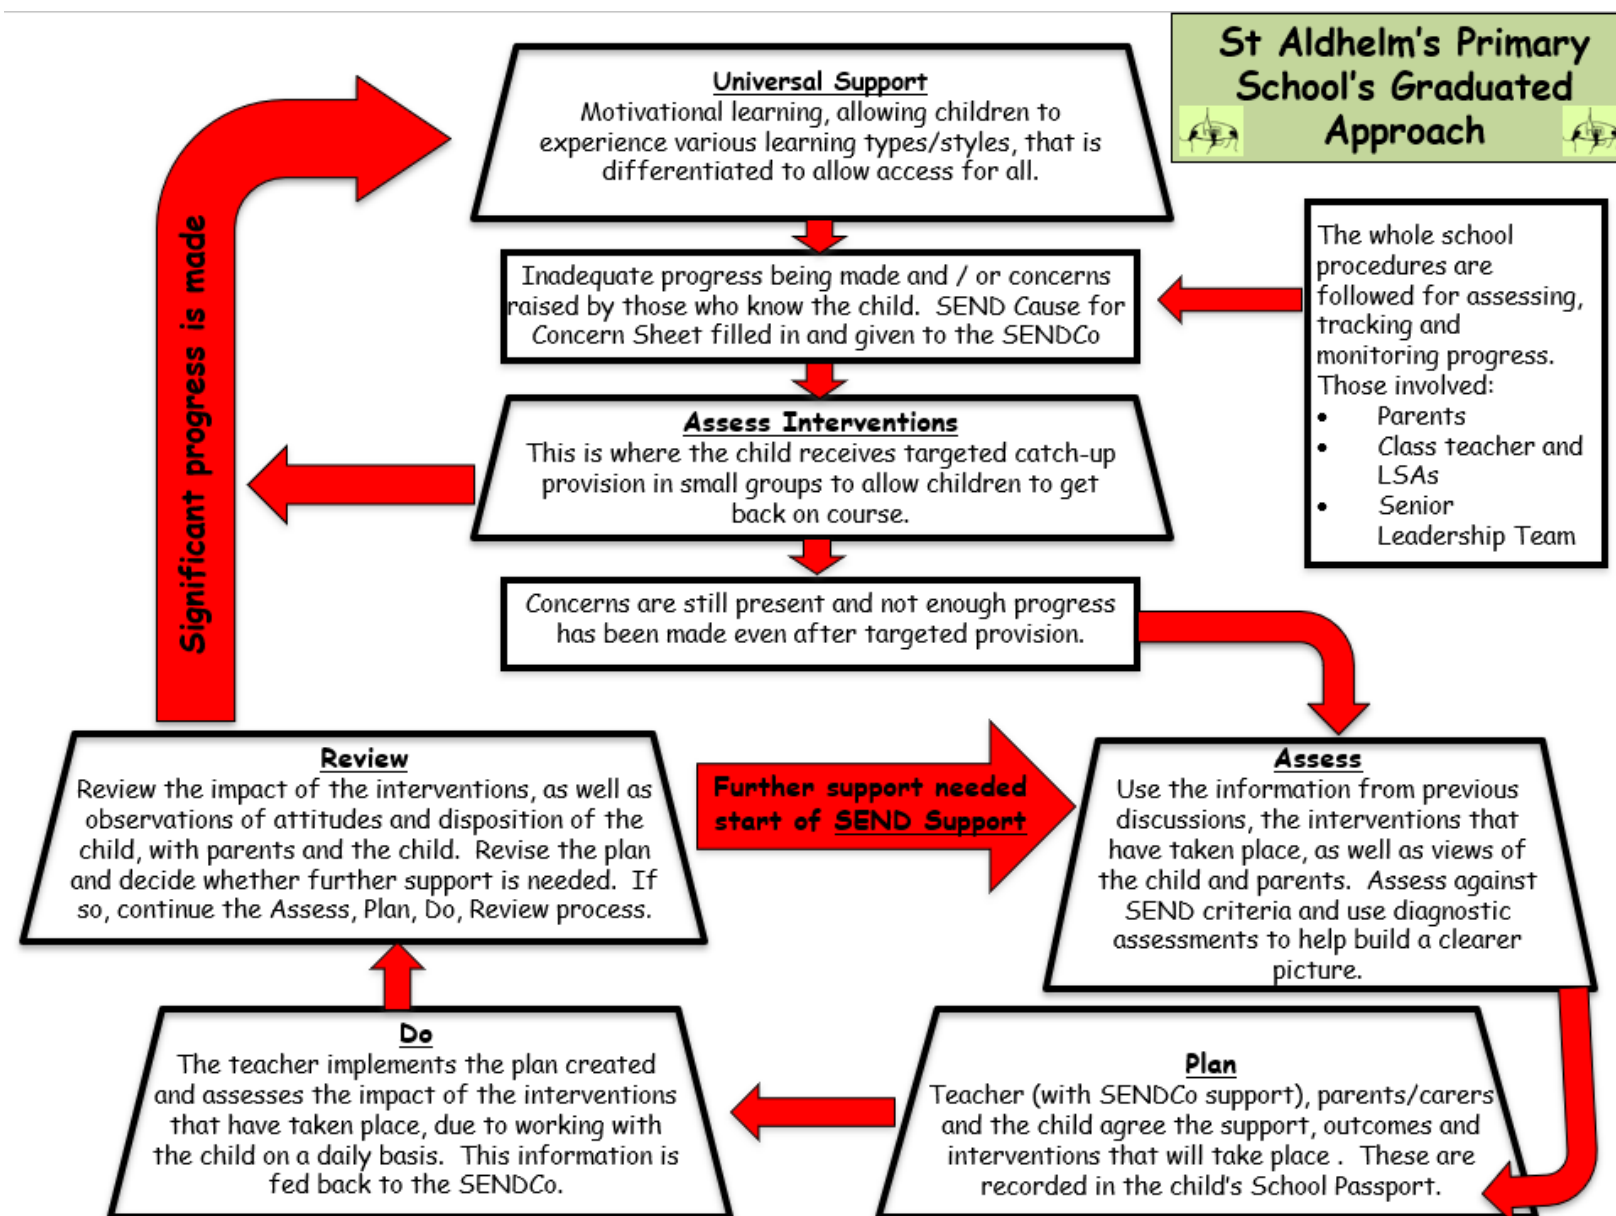 St Aldhelm's Primary
School's Graduated
Approach
Universal Support
Motivational learning, allowing children to
experience various learning types/styles, that is
differentiated to allow access for all.
Inadequate progress being made and / or concerns
raised by those who know the child.  SEND Cause for
Concern Sheet filled in and given to the SENDCo
The whole school
procedures are
followed for assessing,
tracking and
monitoring progress.
Those involved:
• Parents
• Class teacher and
LSAs
• Senior
Leadership Team
Assess Interventions
This is where the child receives targeted catch-up
provision in small groups to allow children to get
back on course.
Significant progress is made
Concerns are still present and not enough progress
has been made even after targeted provision.
Further support needed
start of SEND Support
Assess
Use the information from previous
discussions, the interventions that
have taken place, as well as views of
the child and parents.  Assess against
SEND criteria and use diagnostic
assessments to help build a clearer
picture.
Plan
Teacher (with SENDCo support), parents/carers
and the child agree the support, outcomes and
interventions that will take place .  These are
recorded in the child's School Passport.
Do
The teacher implements the plan created
and assesses the impact of the interventions
that have taken place, due to working with
the child on a daily basis.  This information is
fed back to the SENDCo.
Review
Review the impact of the interventions, as well as
observations of attitudes and disposition of the
child, with parents and the child.  Revise the plan
and decide whether further support is needed.  If
so, continue the Assess, Plan, Do, Review process.